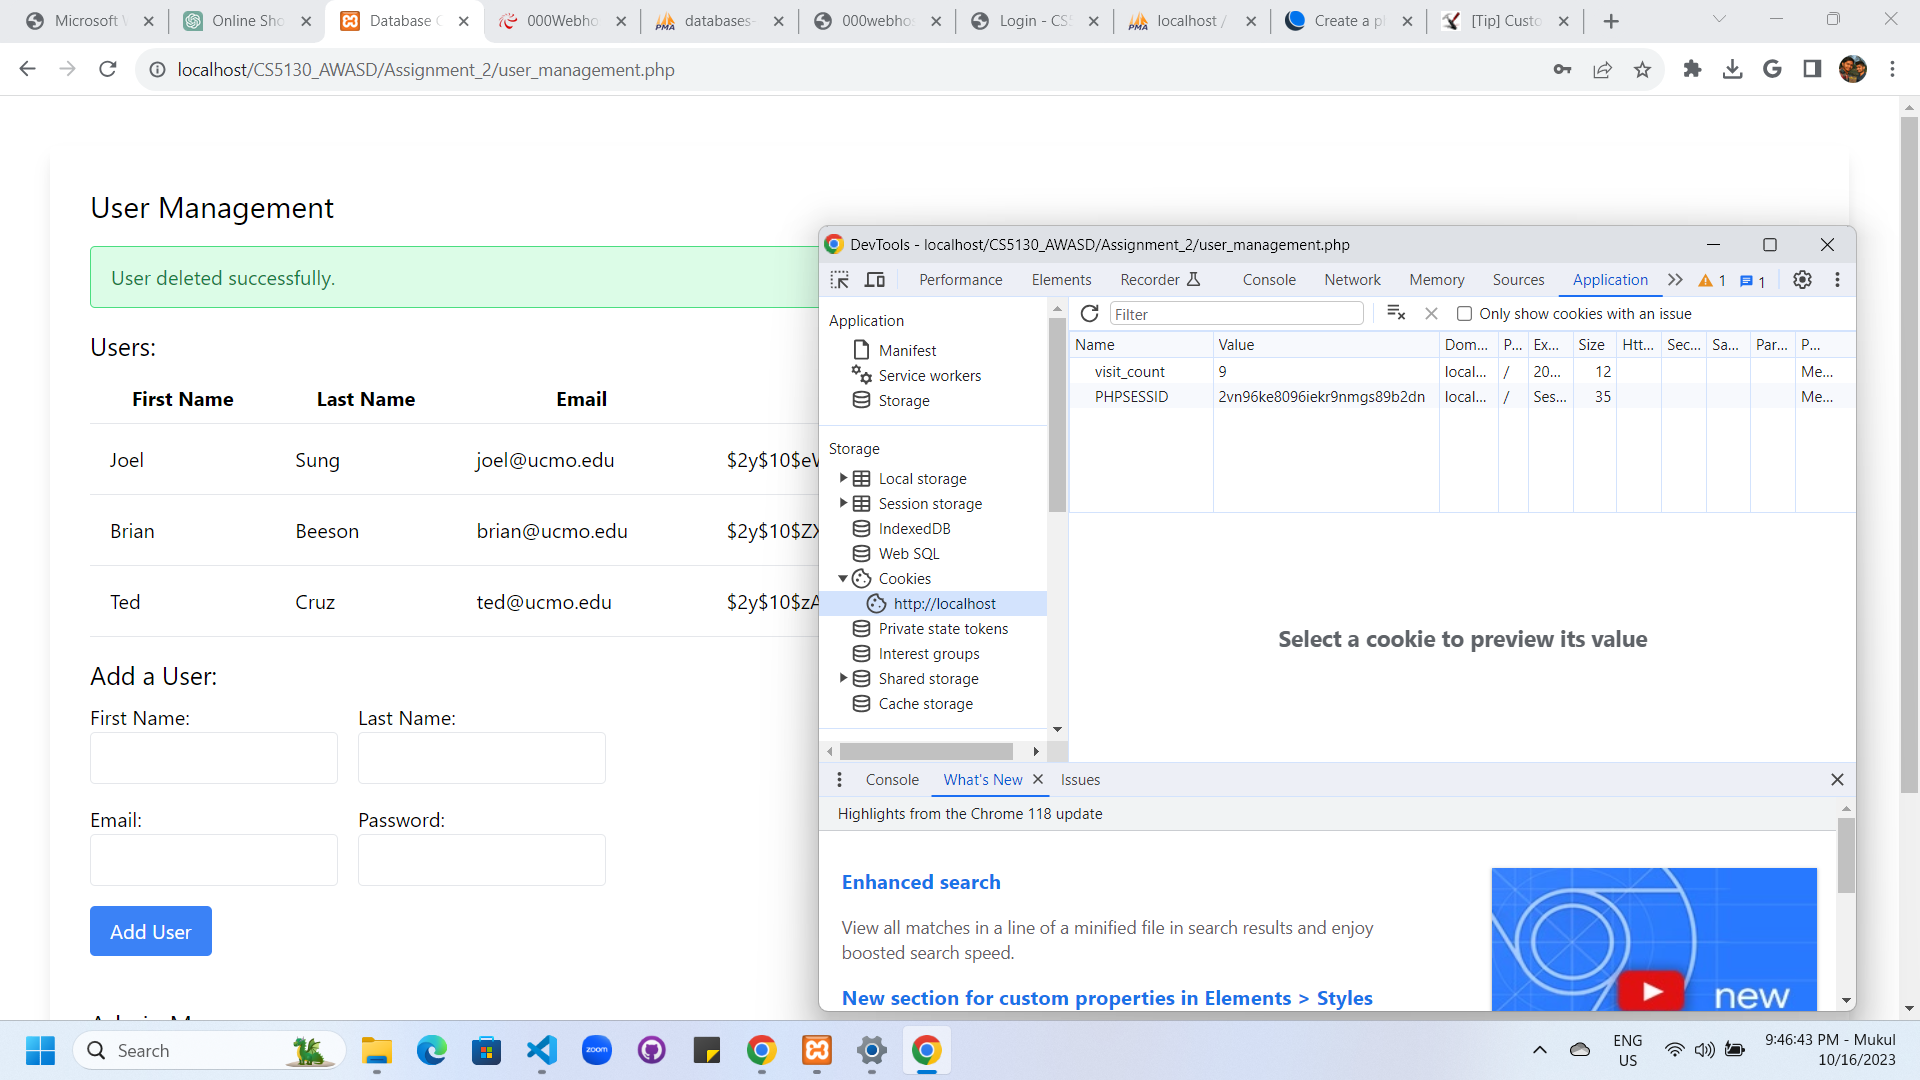 Microsoft W
Online Sho
Database C
000Webho
databases-
000webhos
Login - CS5
localhost /
Create a pl
[Tip] Custo
localhost/CS5130_AWASD/Assignment_2/user_management.php
User Management
User deleted successfully.
Users:
First Name Last Name Email
Joel Sung joel@ucmo.edu $2y$10$eW
Brian Beeson brian@ucmo.edu $2y$10$ZX
Ted Cruz ted@ucmo.edu $2y$10$zA
Add a User:
First Name: Last Name:
Email: Password:
Add User
DevTools - localhost/CS5130_AWASD/Assignment_2/user_management.php
Performance Elements Recorder Console Network Memory Sources Application 1 1
Application
Manifest
Service workers
Storage
Storage
Local storage
Session storage
IndexedDB
Web SQL
Cookies
http://localhost
Private state tokens
Interest groups
Shared storage
Cache storage
Filter Only show cookies with an issue
Name Value Dom... P... Ex... Size Htt... Sec... Sa... Par... P...
visit_count 9 local... / 20... 12 Me...
PHPSESSID 2vn96ke8096iekr9nmgs89b2dn local... / Ses... 35 Me...
Select a cookie to preview its value
Console What's New Issues
Highlights from the Chrome 118 update
Enhanced search
View all matches in a line of a minified file in search results and enjoy
boosted search speed.
New section for custom properties in Elements > Styles
new
Search
zoom
ENG
US
9:46:43 PM - Mukul
10/16/2023